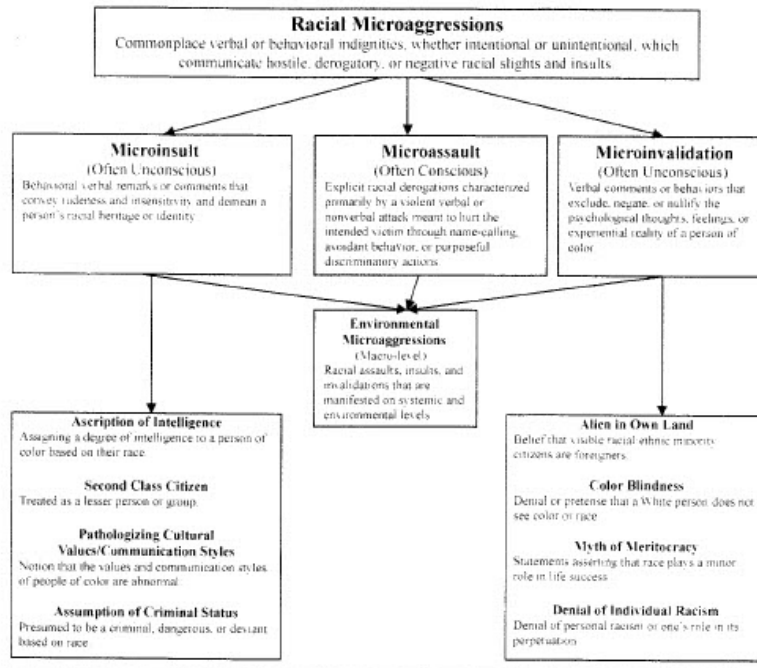 Racial Microaggressions
Commonplace verbal or behavioral indignities, whether intentional or unintentional, which
communicate hostile, derogatory, or negative racial slights and insults
Microinsult
(Often Unconscious)
Behavioral verbal remarks or comments that
convey rudeness and insensitivity and demean a
person's racial heritage or identity
Microassault
(Often Conscious)
Explicit racial derogations characterized
primarily by a violent verbal or
nonverbal attack meant to hurt the
intended victim through name-calling,
avoidant behavior, or purposeful
discriminatory actions
Microinvalidation
(Often Unconscious)
Verbal comments or behaviors that
exclude, negate, or nullify the
psychological thoughts, feelings, or
experiential reality of a person of
color
Environmental
Microaggressions
(Macro-level)
Racial assaults, insults, and
invalidations that are
manifested on systemic and
environmental levels
Ascription of Intelligence
Assigning a degree of intelligence to a person of
color based on their race
Second Class Citizen
Treated as a lesser person or group.
Pathologizing Cultural
Values/Communication Styles
Notion that the values and communication styles
of people of color are abnormal
Assumption of Criminal Status
Presumed to be a criminal, dangerous, or deviant
based on race
Alien in Own Land
Belief that visible racial ethnic minority
citizens are foreigners
Color Blindness
Denial or pretense that a White person does not
see color or race
Myth of Meritocracy
Statements asserting that race plays a minor
role in life success
Denial of Individual Racism
Denial of personal racism or one's role in its
perpetuation